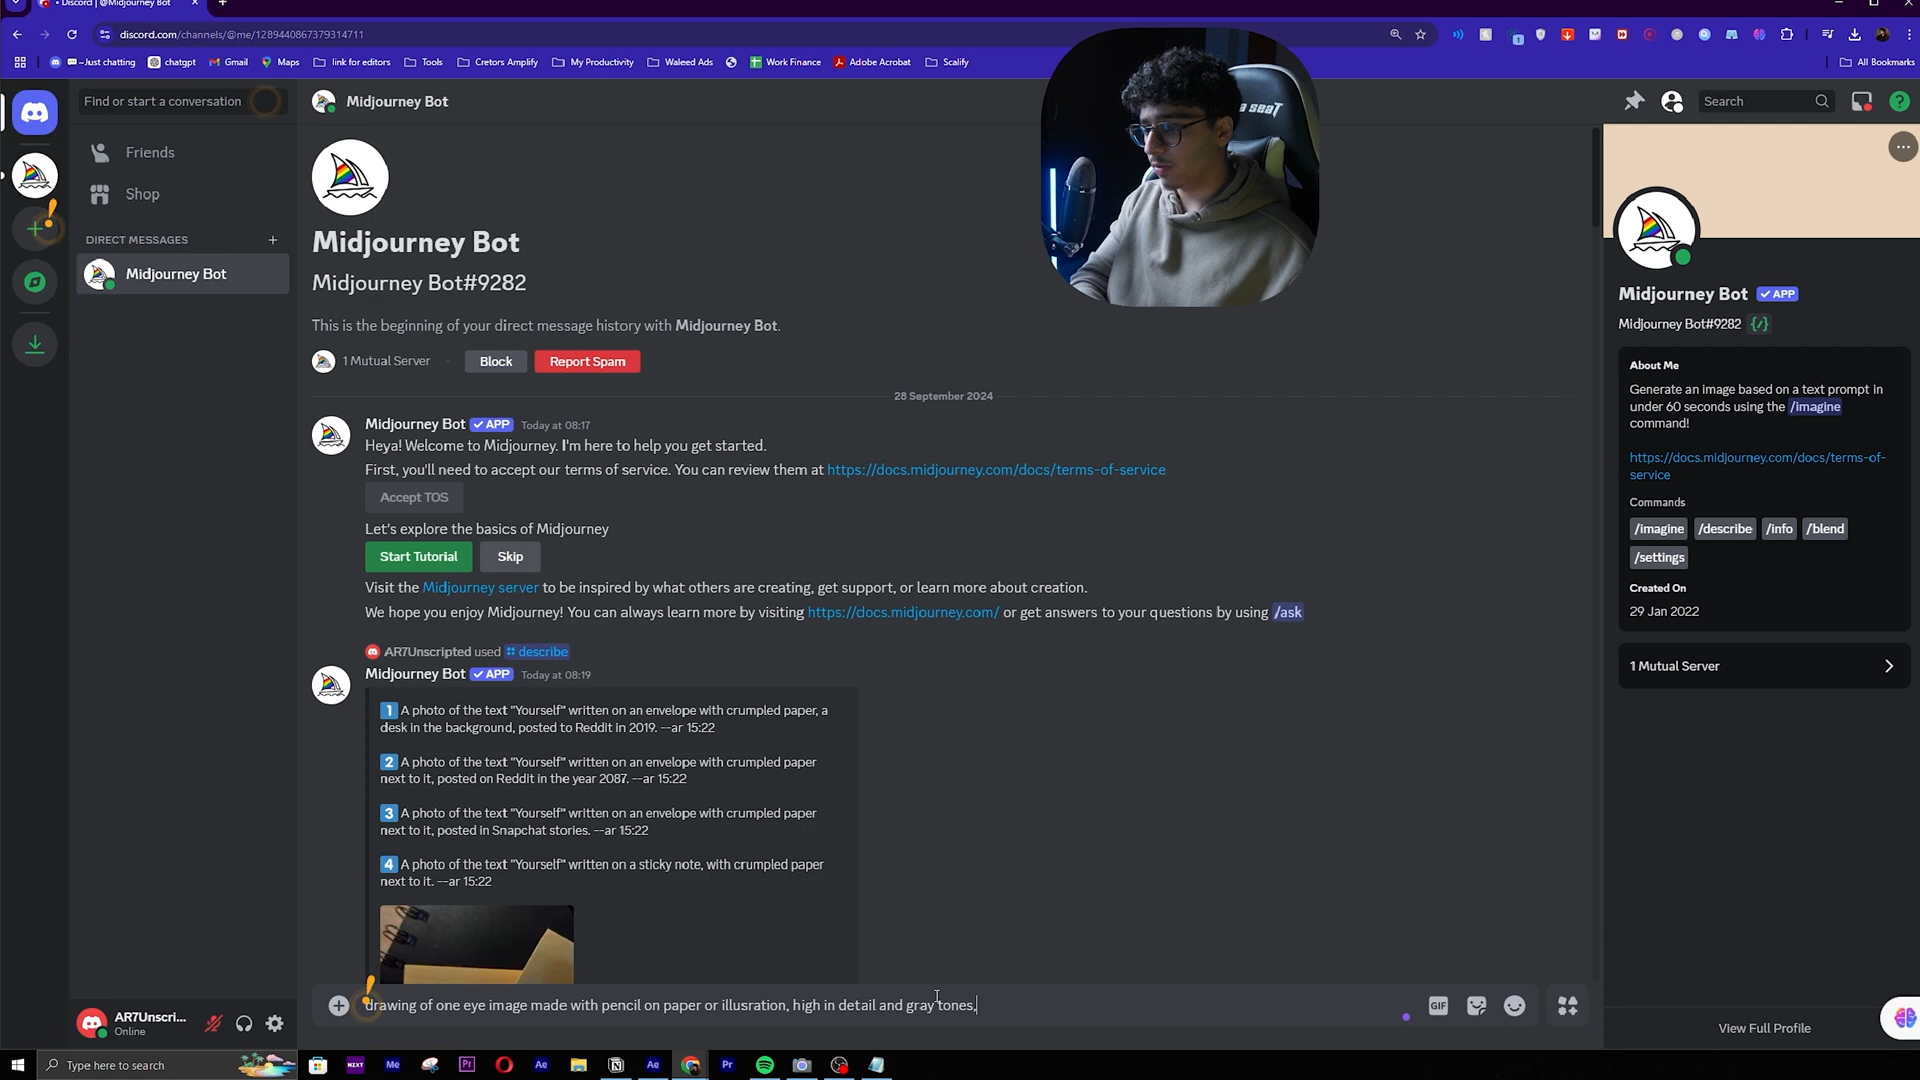 Discord | @Midjourney Bot
discord.com/channels/@me/1289440867379314711
~Just chatting
chatgpt
Gmail
Maps
link for editors
Tools
Cretors Amplify
My Productivity
Waleed Ads
Work Finance
Adobe Acrobat
Scalify
All Bookmarks
Find or start a conversation
Midjourney Bot
Search
Friends
Shop
DIRECT MESSAGES
Midjourney Bot
a SEAT
Midjourney Bot
Midjourney Bot#9282
This is the beginning of your direct message history with Midjourney Bot.
1 Mutual Server
Block
Report Spam
28 September 2024
Midjourney Bot APP Today at 08:17
Heya! Welcome to Midjourney. I'm here to help you get started.
First, you'll need to accept our terms of service. You can review them at https://docs.midjourney.com/docs/terms-of-service
Accept TOS
Let's explore the basics of Midjourney
Start Tutorial
Skip
Visit the Midjourney server to be inspired by what others are creating, get support, or learn more about creation.
We hope you enjoy Midjourney! You can always learn more by visiting https://docs.midjourney.com/ or get answers to your questions by using /ask
AR7Unscripted used describe
Midjourney Bot APP Today at 08:19
1 A photo of the text "Yourself" written on an envelope with crumpled paper, a
desk in the background, posted to Reddit in 2019. --ar 15:22
2 A photo of the text "Yourself" written on an envelope with crumpled paper
next to it, posted on Reddit in the year 2087. --ar 15:22
3 A photo of the text "Yourself" written on an envelope with crumpled paper
next to it, posted in Snapchat stories. --ar 15:22
4 A photo of the text "Yourself" written on a sticky note, with crumpled paper
next to it. --ar 15:22
drawing of one eye image made with pencil on paper or illusration, high in detail and gray tones,
GIF
Midjourney Bot APP
Midjourney Bot#9282
About Me
Generate an image based on a text prompt in
under 60 seconds using the /imagine
command!
https://docs.midjourney.com/docs/terms-of-
service
Commands
/imagine
/describe
/info
/blend
/settings
Created On
29 Jan 2022
1 Mutual Server
View Full Profile
AR7Unscri...
Online
Type here to search
NZXT
Me
Pr
Ae
Ae
Pr